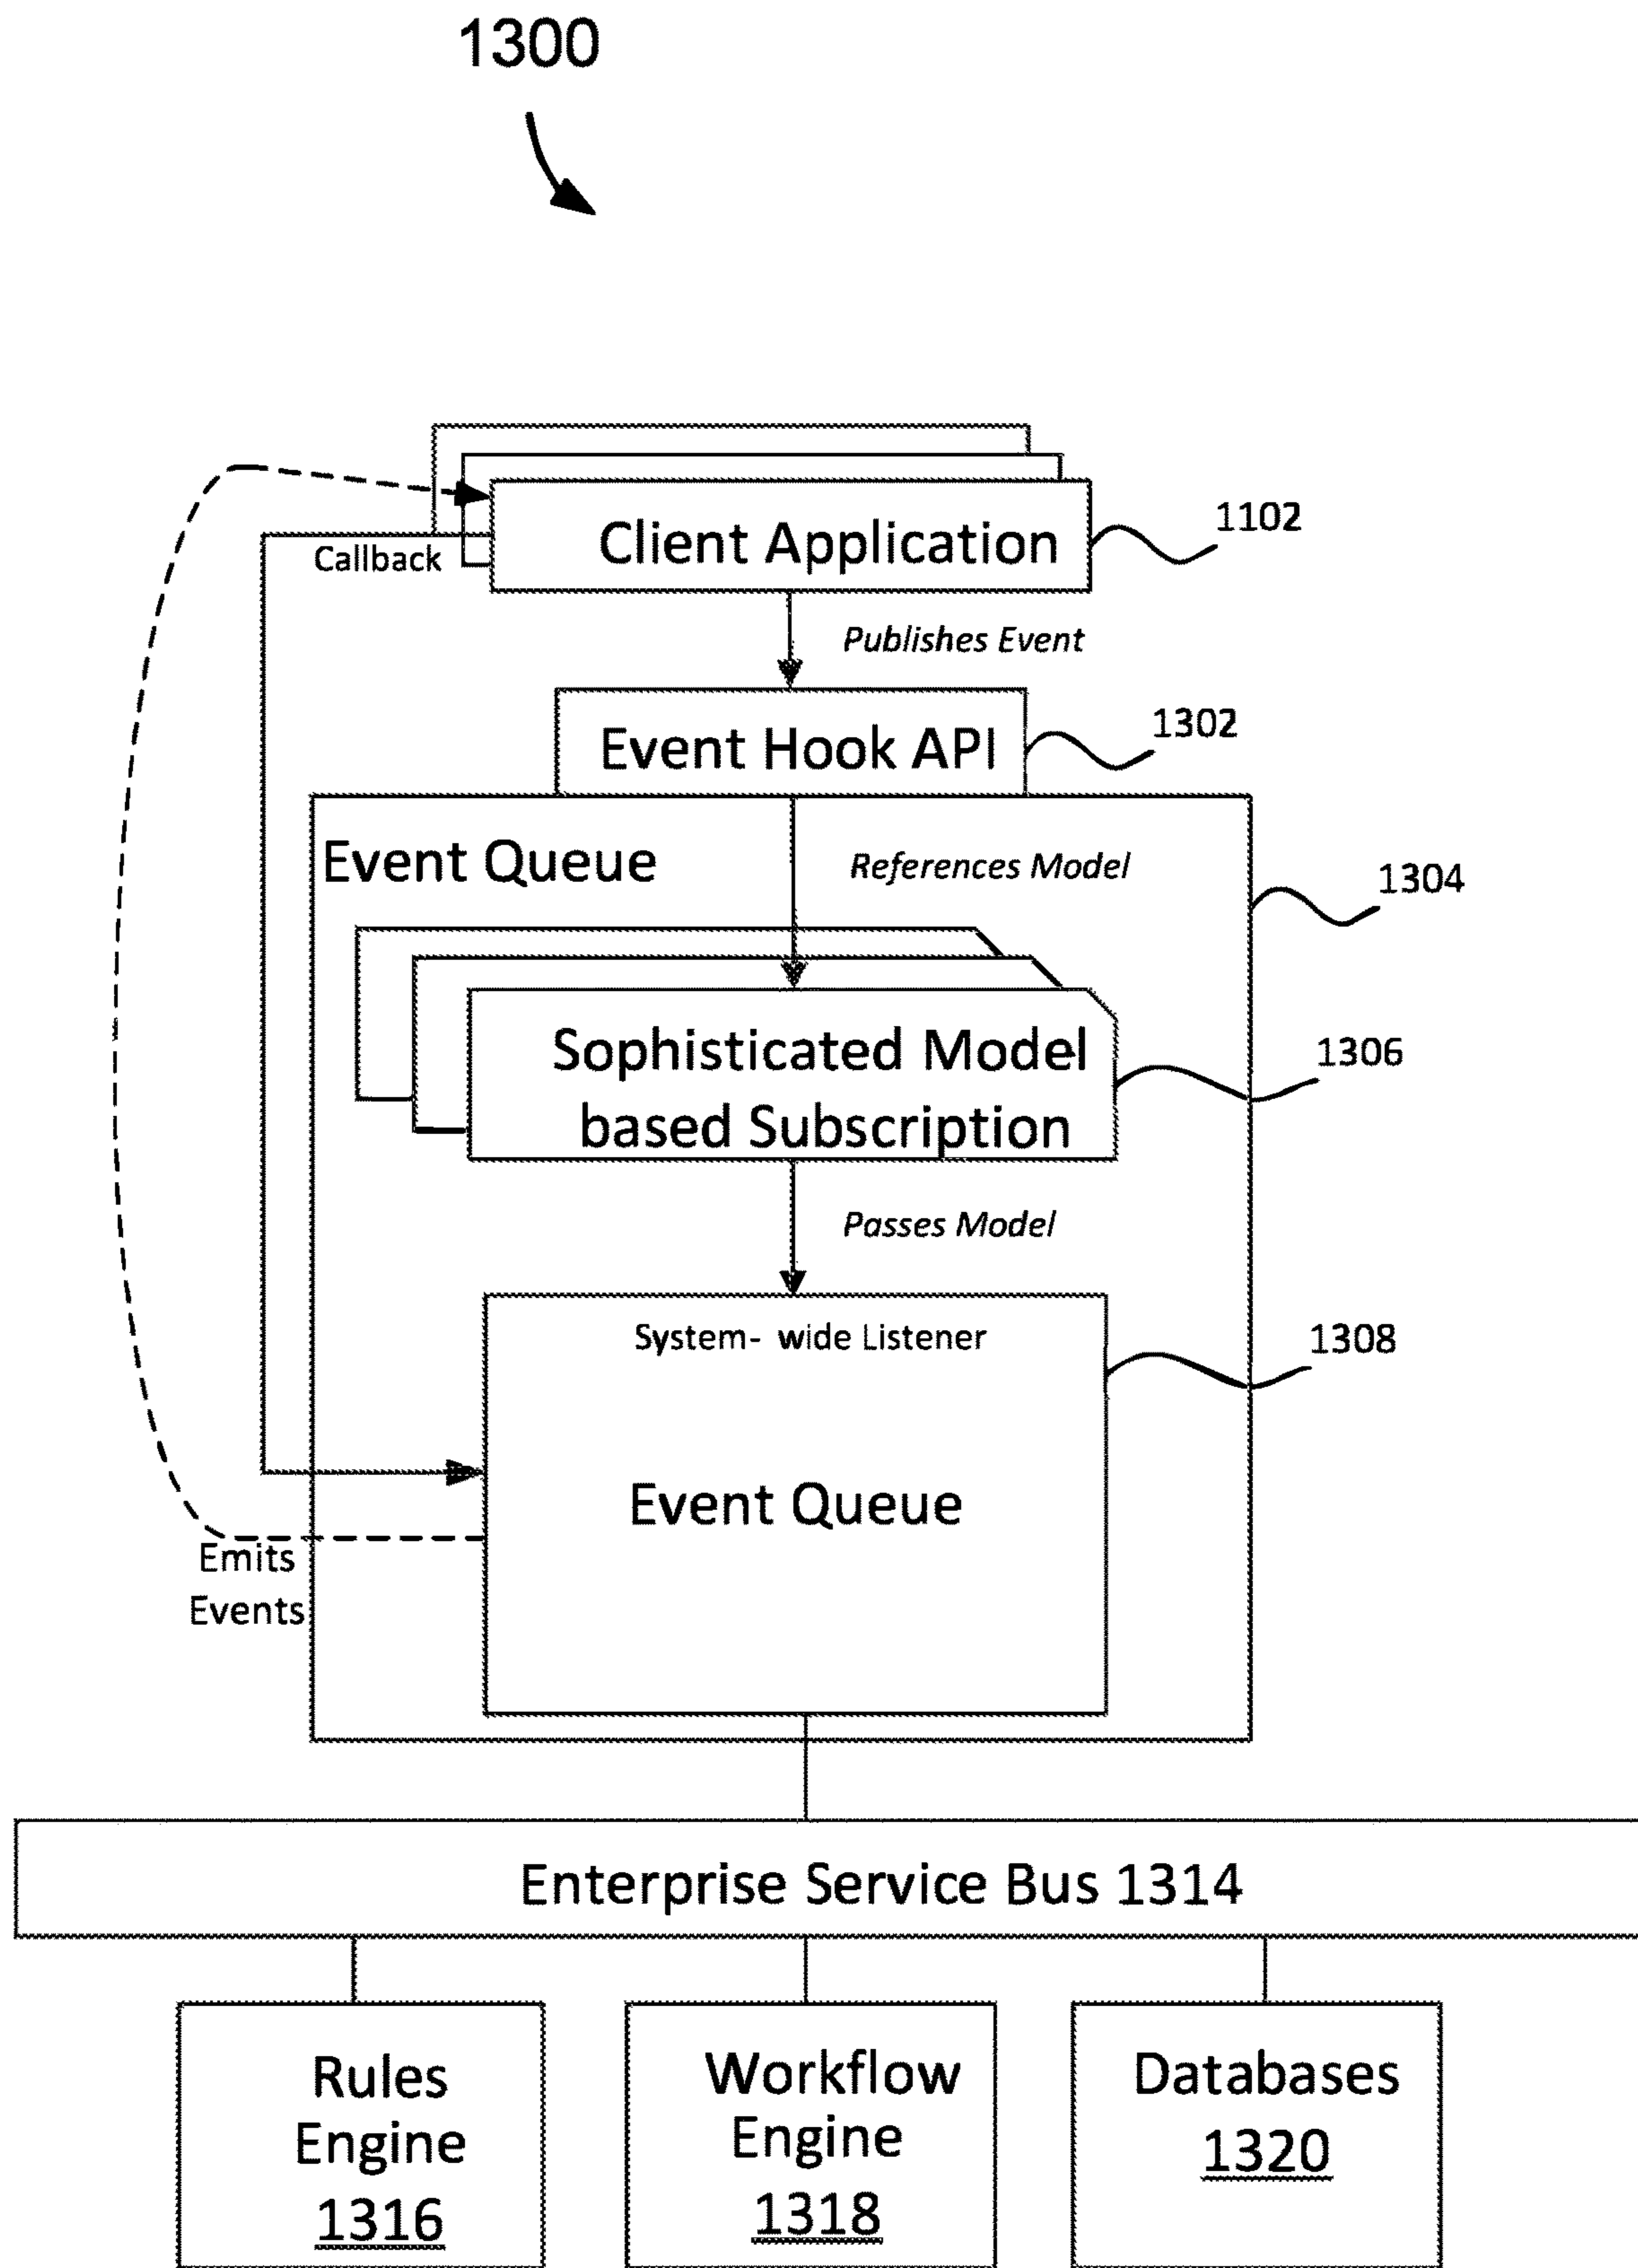 1300
Client Application
1102
Callback
Publishes Event
Event Hook API
1302
Event Queue
References Model
1304
Sophisticated Model
based Subscription
1306
Passes Model
System- wide Listener
1308
Event Queue
Emits
Events
Enterprise Service Bus 1314
Rules
Engine
1316
Workflow
Engine
1318
Databases
1320